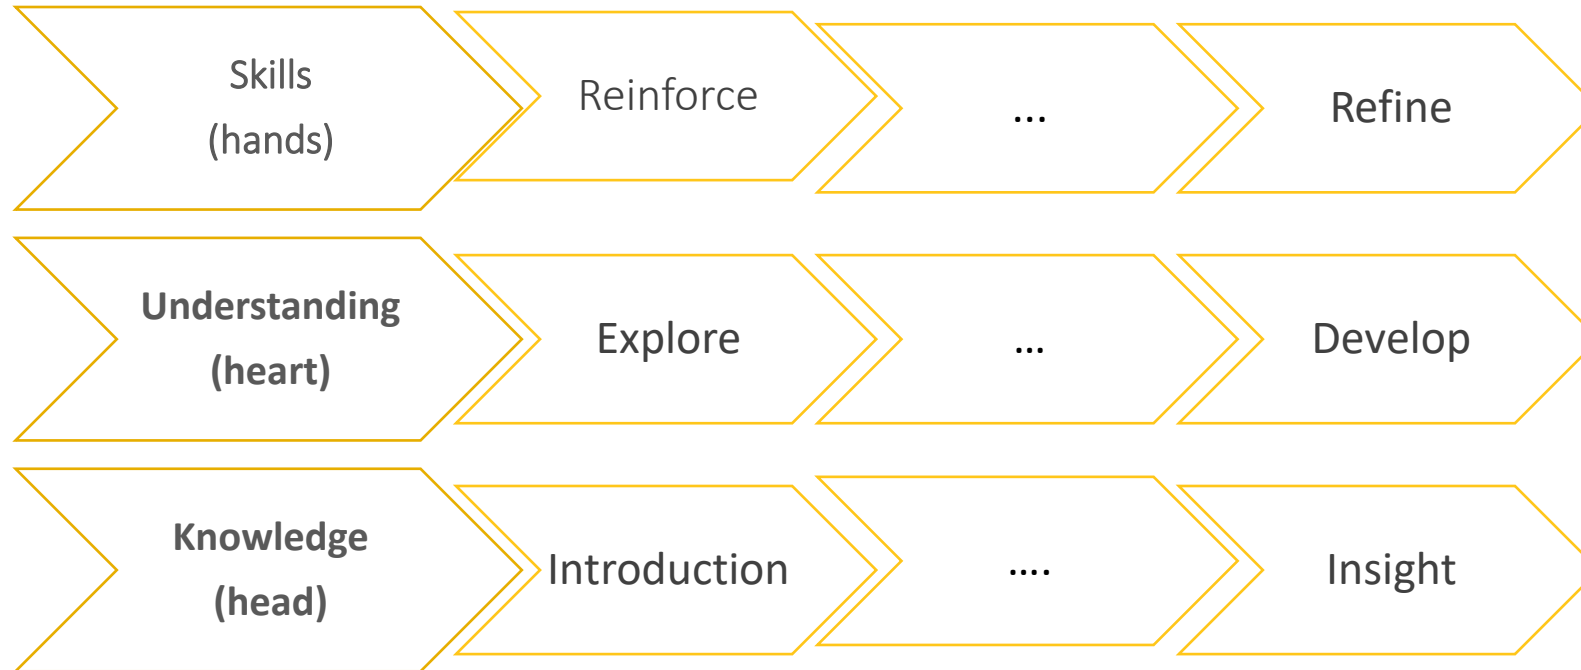 Skills
(hands)
Reinforce
...
Refine
Understanding
(heart)
Explore
...
Develop
Knowledge
(head)
Introduction
....
Insight